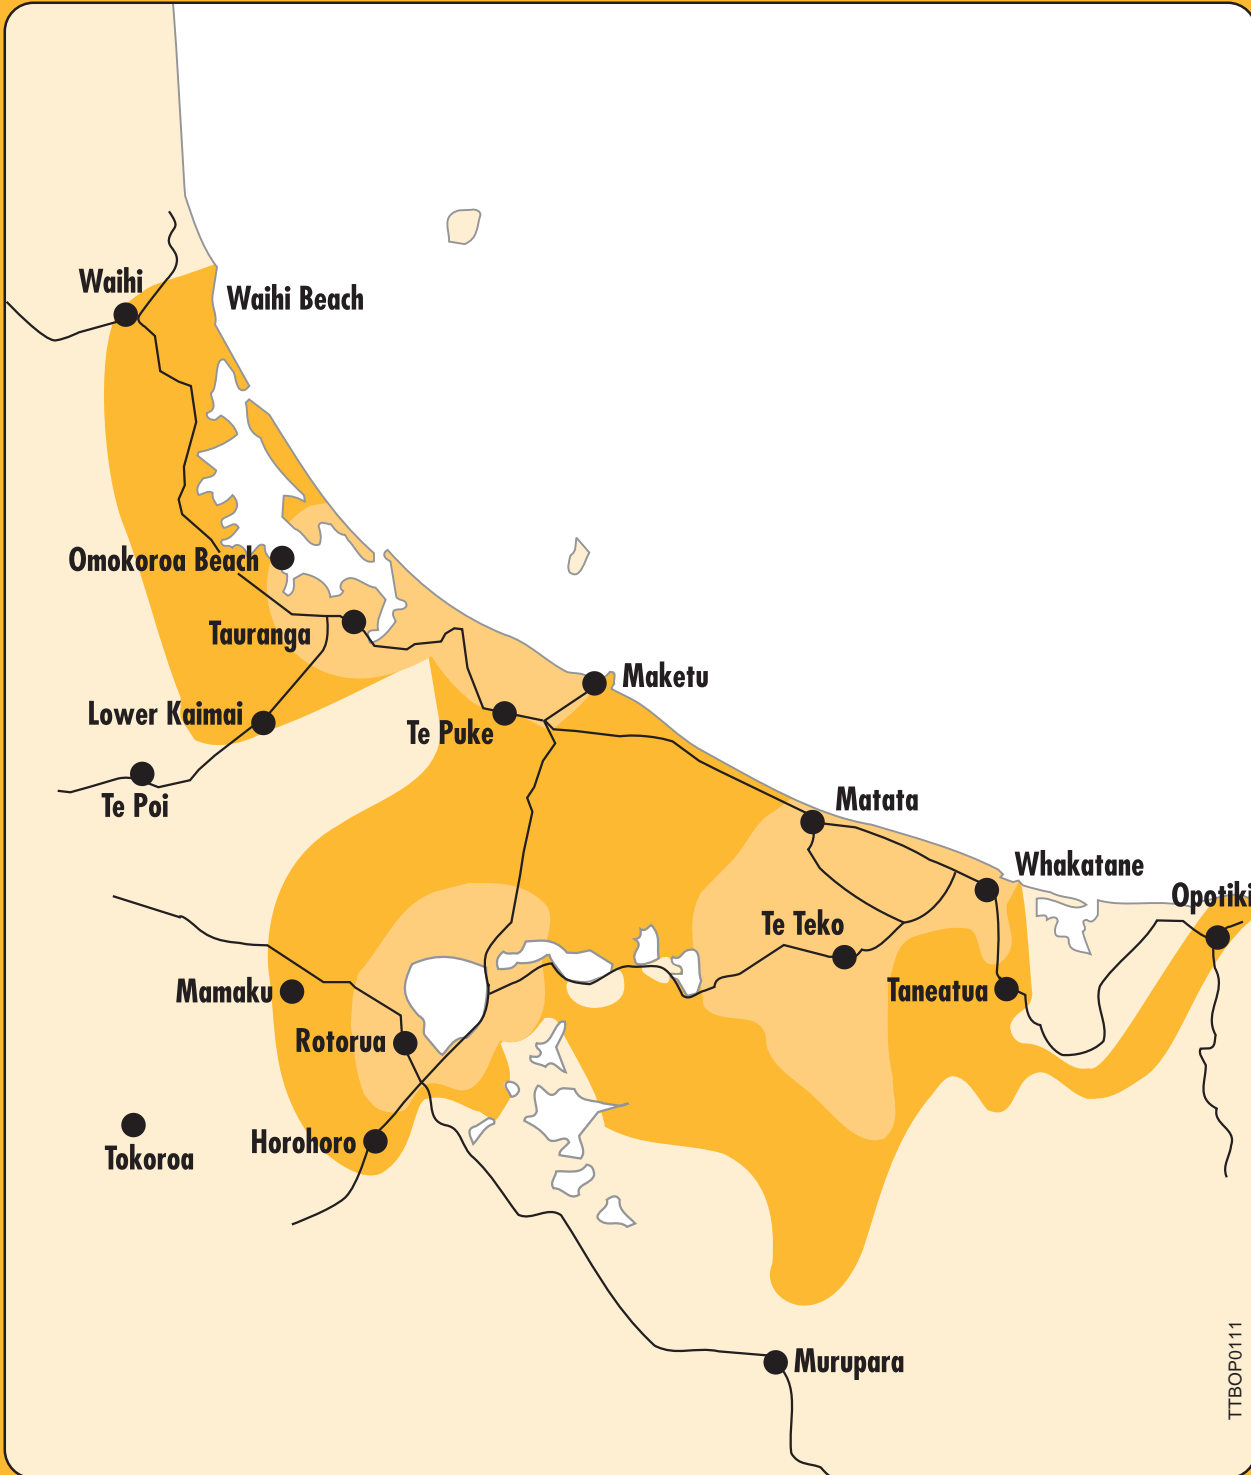 Waihi
Waihi Beach
Omokoroa Beach
Tauranga
Maketu
Lower Kaimai
Te Puke
Te Poi
Matata
Whakatane
Opotiki
Te Teko
Mamaku
Taneatua
Rotorua
Horohoro
Tokoroa
Murupara
TTBOP0111